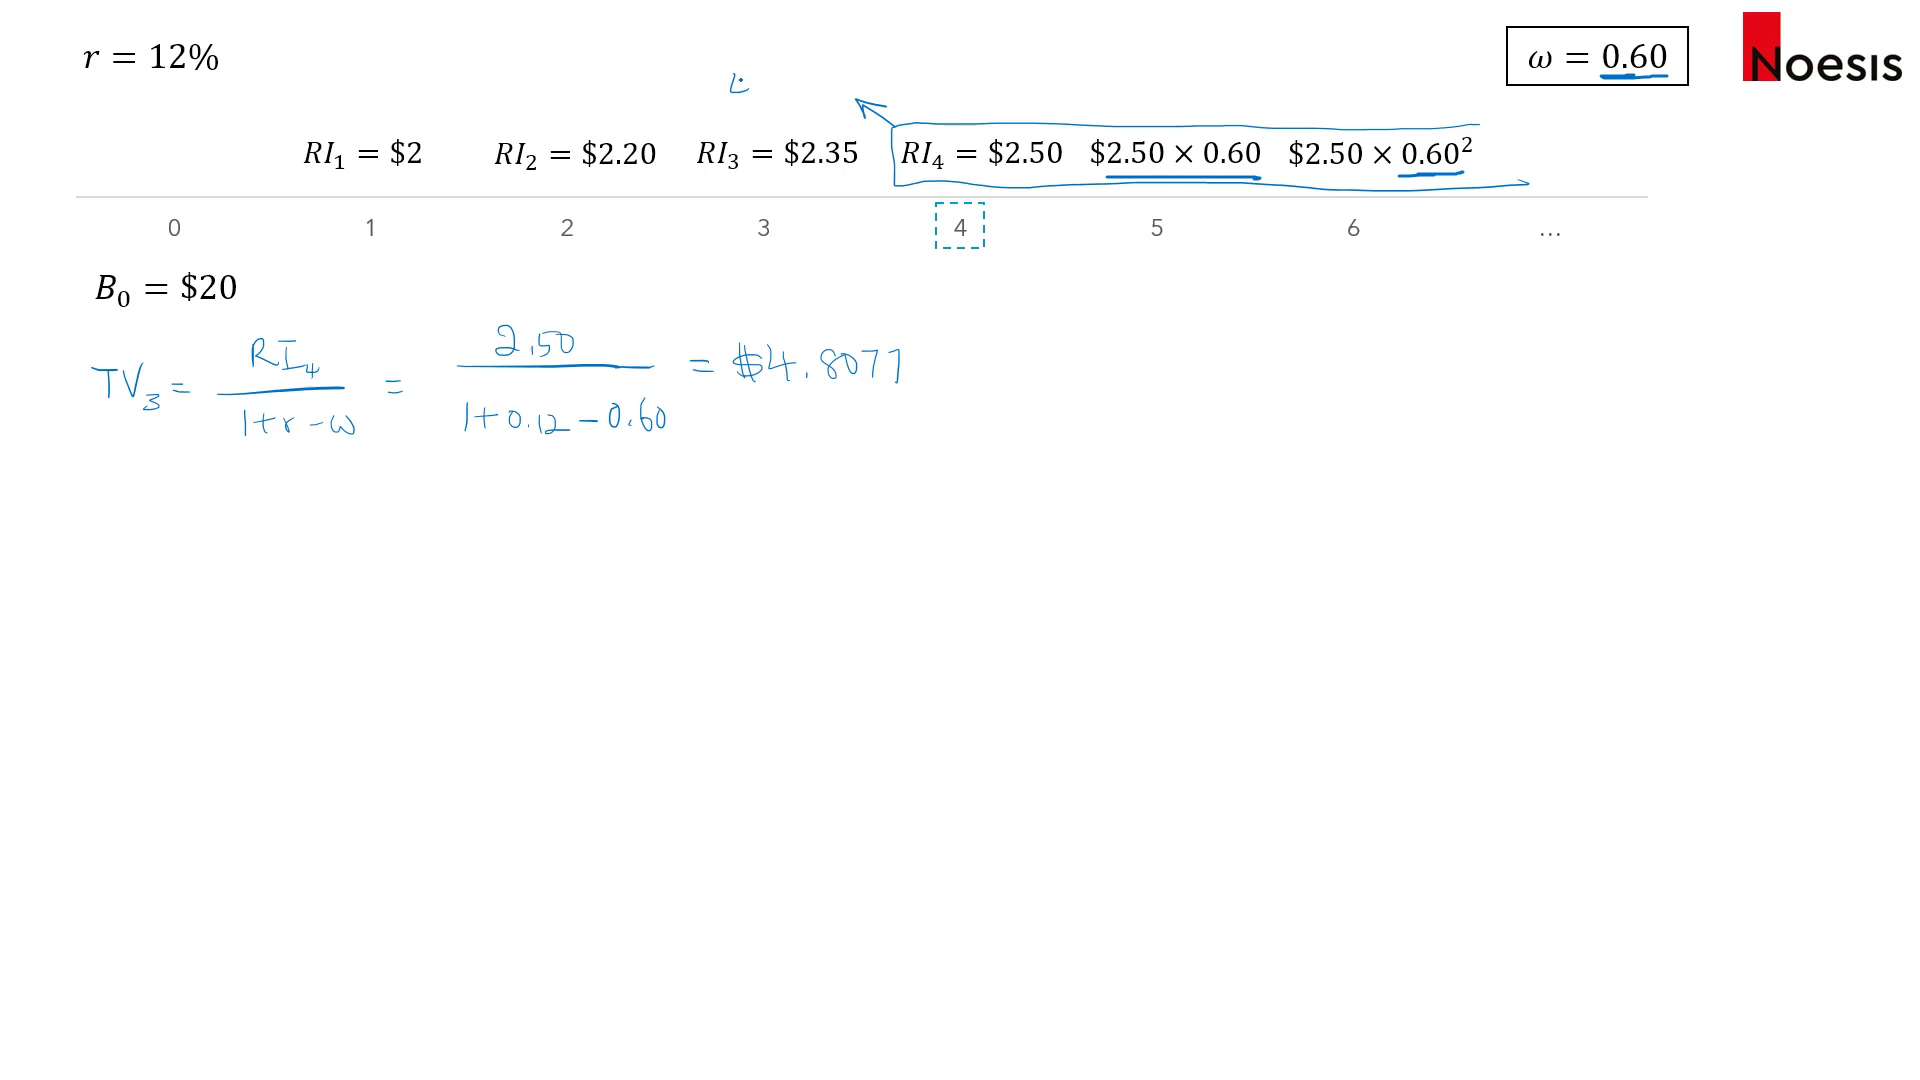 r = 12%
ω = 0.60
Noesis
RI₁ = $2 RI₂ = $2.20 RI₃ = $2.35 RI₄ = $2.50 $2.50 × 0.60 $2.50 × 0.60²
0 1 2 3 4 5 6 ...
B₀ = $20
TV₃ = RI₄ / 1+r-ω = 2.50 / 1+0.12-0.60 = $4.8077